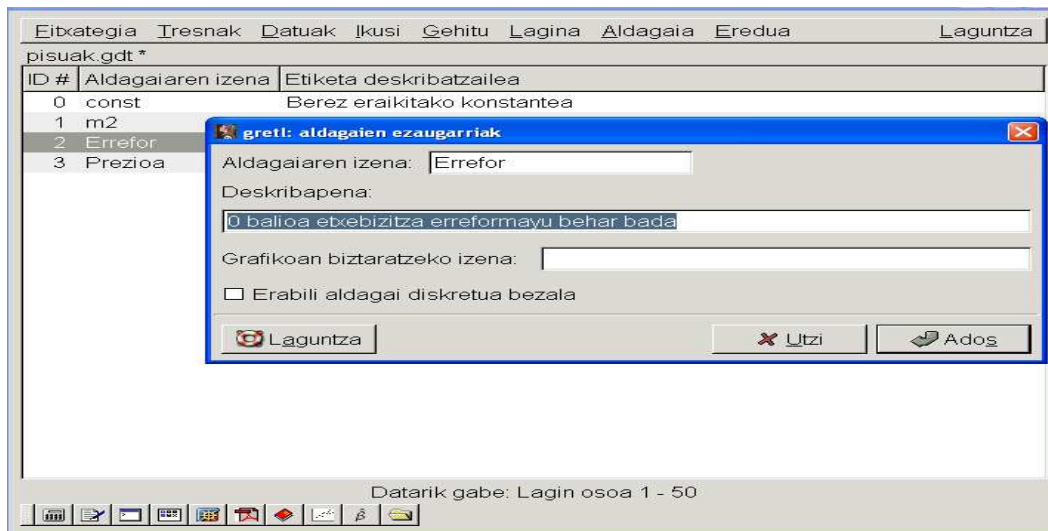 Eitxategia Tresnak Datuak Ikusi Gehitu Lagina Aldagaia Eredua Laguntza
pisuak.gdt *
ID # Aldagaiaren izena Etiketa deskribatzailea
0 const Berez eraikitako konstantea
1 m2
2 Errefor
3 Prezioa
gretl: aldagaien ezaugarriak
Aldagaiaren izena: Errefor
Deskribapena:
0 balioa etxebizitza erreformayu behar bada
Grafikoan biztaratzeko izena:
Erabili aldagai diskretua bezala
Laguntza Utzi Ados
Datarik gabe: Lagin osoa 1 - 50
β